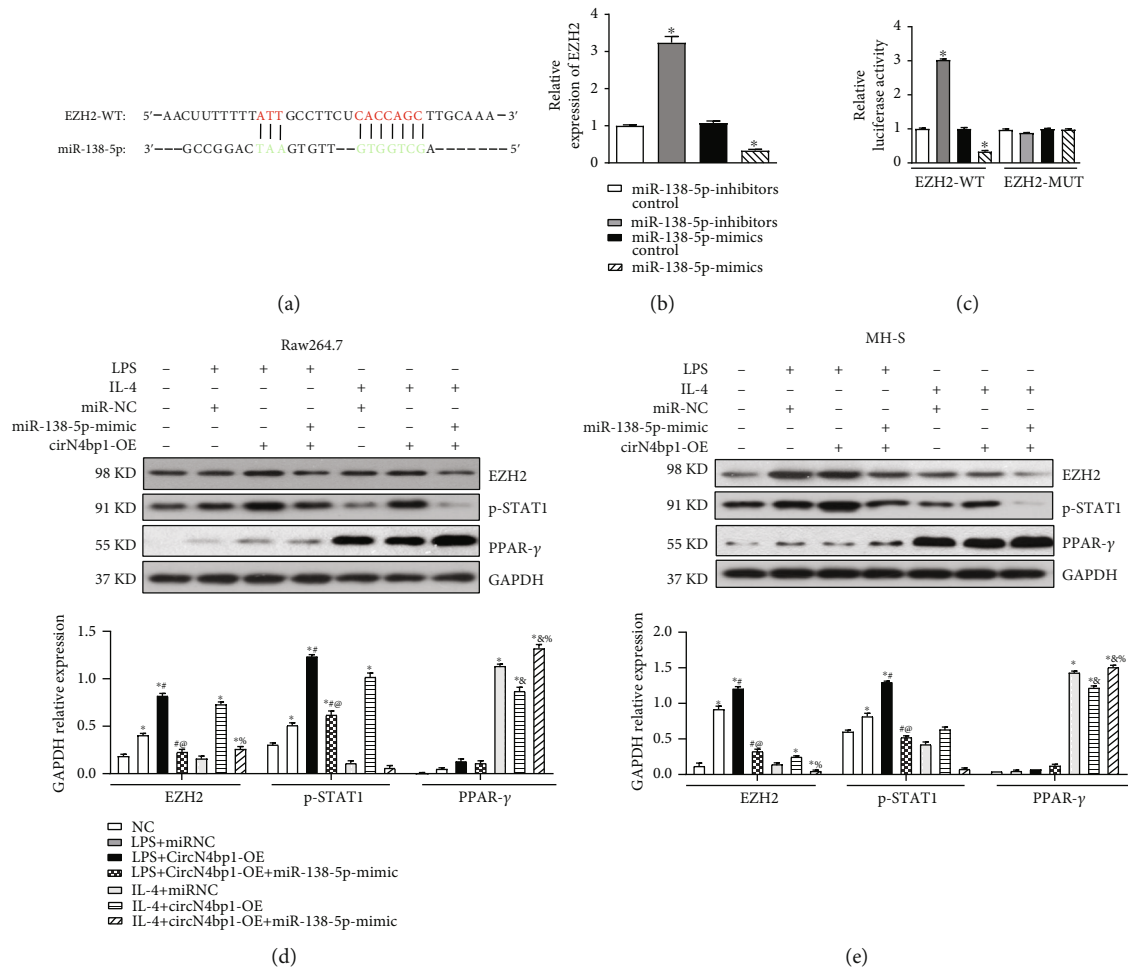 EZH2-WT: 5′–AACUUTTTTTATT GCCTTCTUCACCAGCTTGCAAA–3′
miR-138-5p: 3′–––GCCGGACTAAGTGTT––GTGGTCGA–––––––5′
(a)
Relative
expression of EZH2
4
3
2
1
0
*
*
miR-138-5p-inhibitors
control
miR-138-5p-inhibitors
miR-138-5p-mimics
control
miR-138-5p-mimics
(b)
Relative
luciferase activity
4
3
2
1
0
*
*
EZH2-WT EZH2-MUT
(c)
Raw264.7
LPS – + + + – – –
IL-4 – – – – + + +
miR-NC – + – – + – –
miR-138-5p-mimic – – – + – – +
cirN4bp1-OE – – + + – + +
98 KD EZH2
91 KD p-STAT1
55 KD PPAR-γ
37 KD GAPDH
GAPDH relative expression
1.5
1.0
0.5
0.0
* *# #@ * *%
* *# *#@ *
* *& *&%
EZH2 p-STAT1 PPAR-γ
NC
LPS+miRNC
LPS+CircN4bp1-OE
LPS+CircN4bp1-OE+miR-138-5p-mimic
IL-4+miRNC
IL-4+circN4bp1-OE
IL-4+circN4bp1-OE+miR-138-5p-mimic
(d)
MH-S
LPS – + + + – – –
IL-4 – – – – + + +
miR-NC – + – – + – –
miR-138-5p-mimic – – – + – – +
cirN4bp1-OE – – + + – + +
98 KD EZH2
91 KD p-STAT1
55 KD PPAR-γ
37 KD GAPDH
GAPDH relative expression
2.0
1.5
1.0
0.5
0.0
* *# #@ * *%
* *# #@
* *& *&%
EZH2 p-STAT1 PPAR-γ
(e)